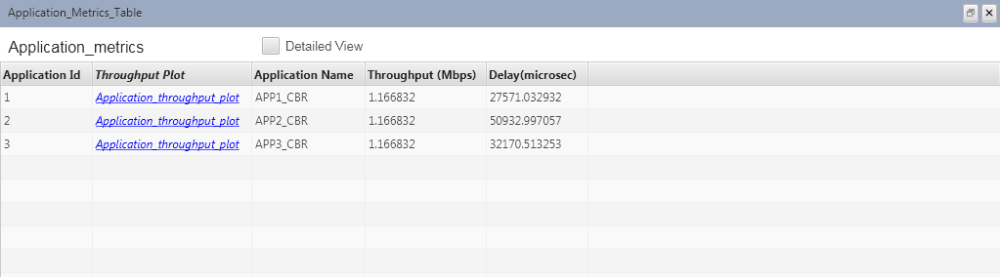 Application_Metrics_Table
Application_metrics Detailed View
Application Id Throughput Plot Application Name Throughput (Mbps) Delay(microsec)
1 Application_throughput_plot APP1_CBR 1.166832 27571.032932
2 Application_throughput_plot APP2_CBR 1.166832 50932.997057
3 Application_throughput_plot APP3_CBR 1.166832 32170.513253